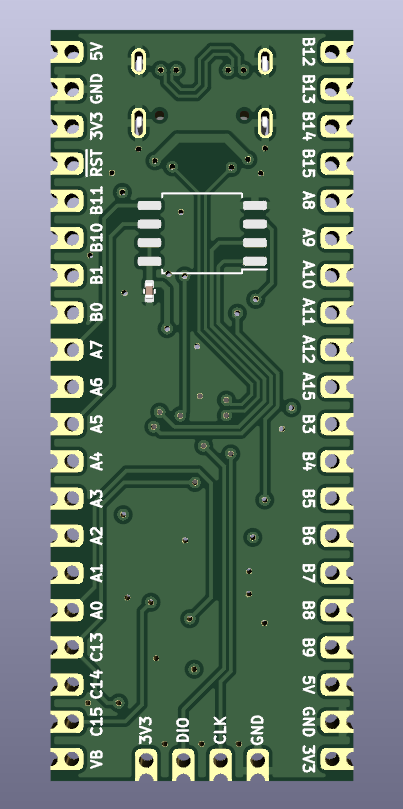 5V
GND
3V3
RST
B11
B10
B1
B0
A7
A6
A5
A4
A3
A2
A1
A0
C13
C14
C15
VB
B12
B13
B14
B15
A8
A9
A10
A11
A12
A15
B3
B4
B5
B6
B7
B8
B9
5V
GND
3V3
3V3
DIO
CLK
GND